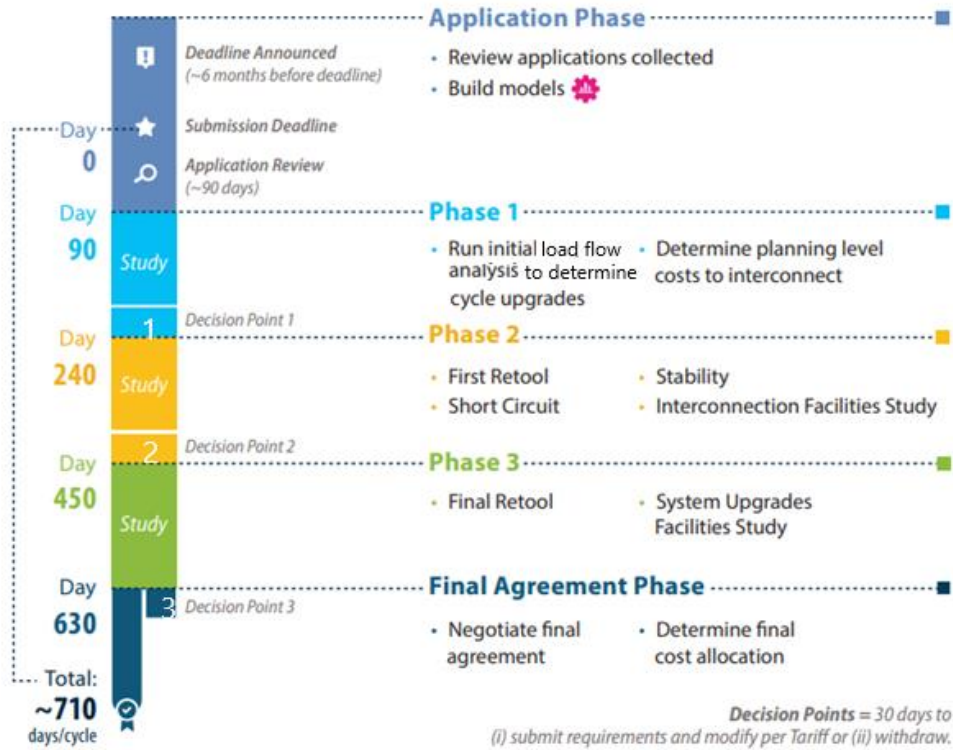 Application Phase
Deadline Announced
(~6 months before deadline)
• Review applications collected
• Build models
Day
0
Submission Deadline
Application Review
(~90 days)
Day
90
Study
Phase 1
• Run initial load flow
analysis to determine
cycle upgrades
• Determine planning level
costs to interconnect
1
Decision Point 1
Day
240
Study
Phase 2
• First Retool
• Short Circuit
• Stability
• Interconnection Facilities Study
2
Decision Point 2
Day
450
Study
Phase 3
• Final Retool
• System Upgrades
Facilities Study
Day
630
3
Decision Point 3
Final Agreement Phase
• Negotiate final
agreement
• Determine final
cost allocation
Total:
~710
days/cycle
Decision Points = 30 days to
(i) submit requirements and modify per Tariff or (ii) withdraw.